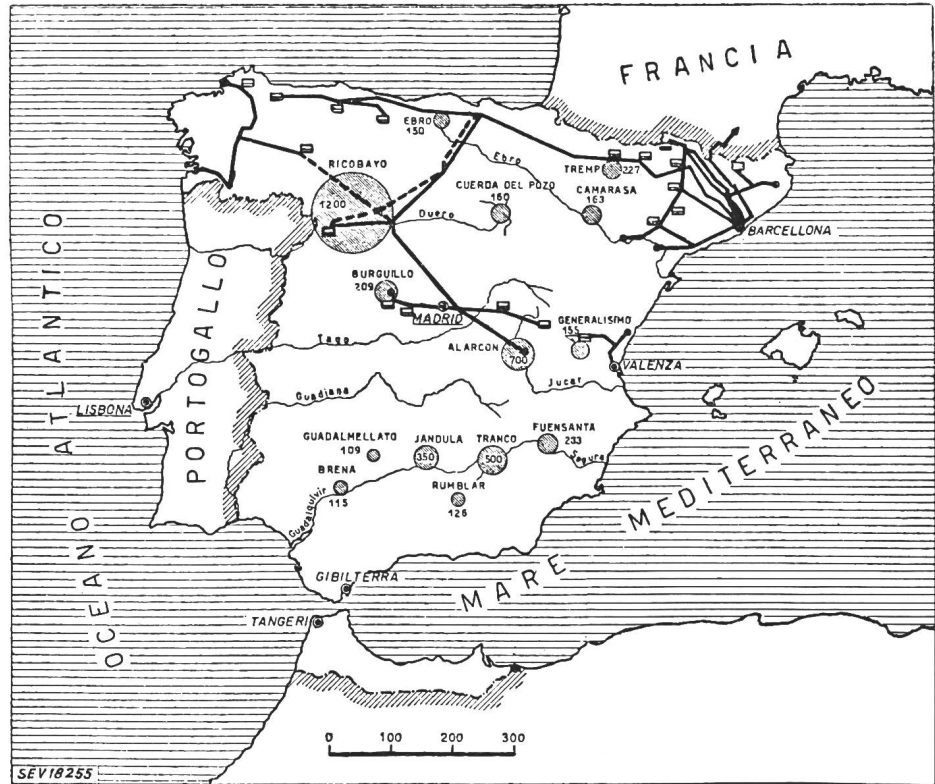 FRANCIA
EBRO
150
Ebro
RICOBAYO
1200
TREMP 227
CUERDA DEL POZO
160
CAMARASA
163
Duero
BARCELLONA
BURGUILLO
209
MADRID
GENERALISIMO
155
ALARCON
700
Tago
VALENZA
Jucar
Guadiana
LISBONA
PORTOGALLO
OCEANO ATLANTICO
MARE MEDITERRANEO
GUADALMELLATO
109
JANDULA
350
TRANCO
500
FUENSANTA
233
Segura
BRENA
115
RUMBLAR
126
Guadalquivir
GIBILTERRA
TANGERI
0 100 200 300
SEV18255